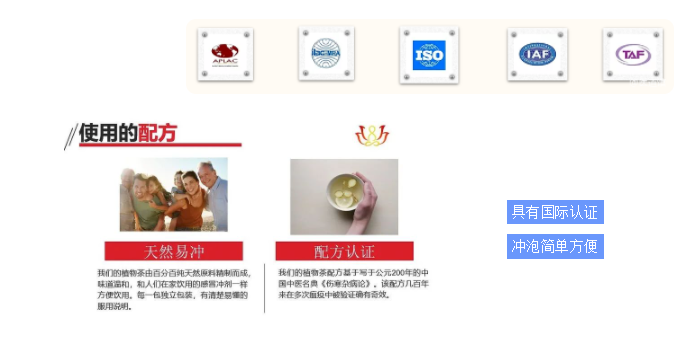 APLAC
ilac-MRA
ISO
IAF
TAF
使用的配方
天然易冲
配方认证
我们的植物茶由百分百纯天然原料精制而成,
味道温和, 和人们在家饮用的感冒冲剂一样
方便饮用。每一包独立包装, 有清楚易懂的
服用说明。
我们的植物茶配方基于写于公元200年的中
国中医名典《伤寒杂病论》。该配方几百年
来在多次瘟疫中被验证确有奇效。
具有国际认证
冲泡简单方便